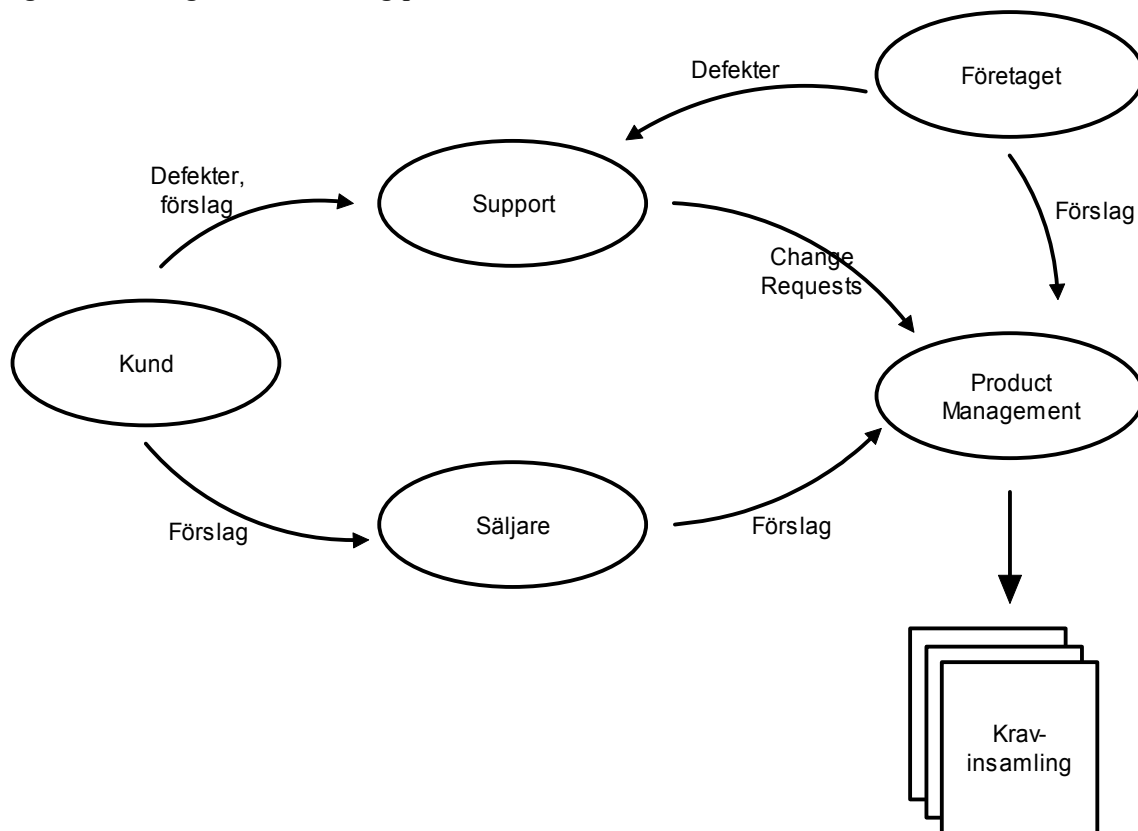 Företaget
Defekter
Defekter,
förslag
Support
Förslag
Change
Requests
Kund
Product
Management
Förslag
Säljare
Förslag
Krav-
insamling